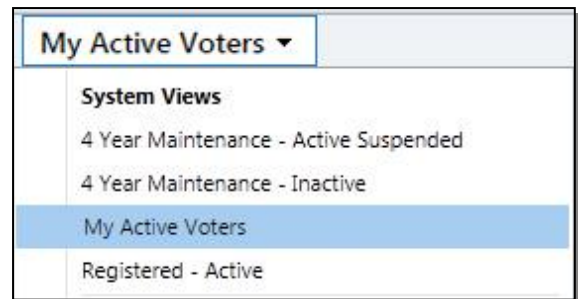 My Active Voters
System Views
4 Year Maintenance - Active Suspended
4 Year Maintenance - Inactive
My Active Voters
Registered - Active